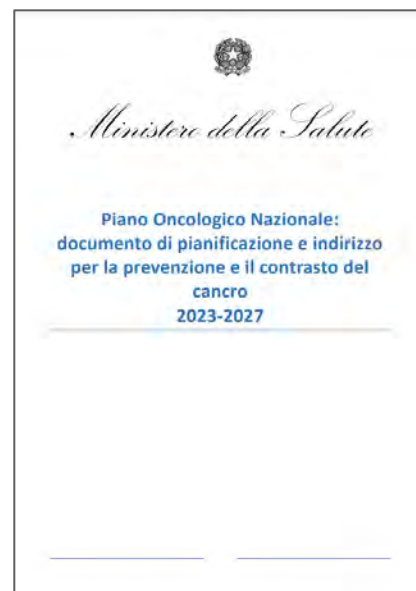 Ministero della Salute
Piano Oncologico Nazionale:
documento di pianificazione e indirizzo
per la prevenzione e il contrasto del
cancro
2023-2027